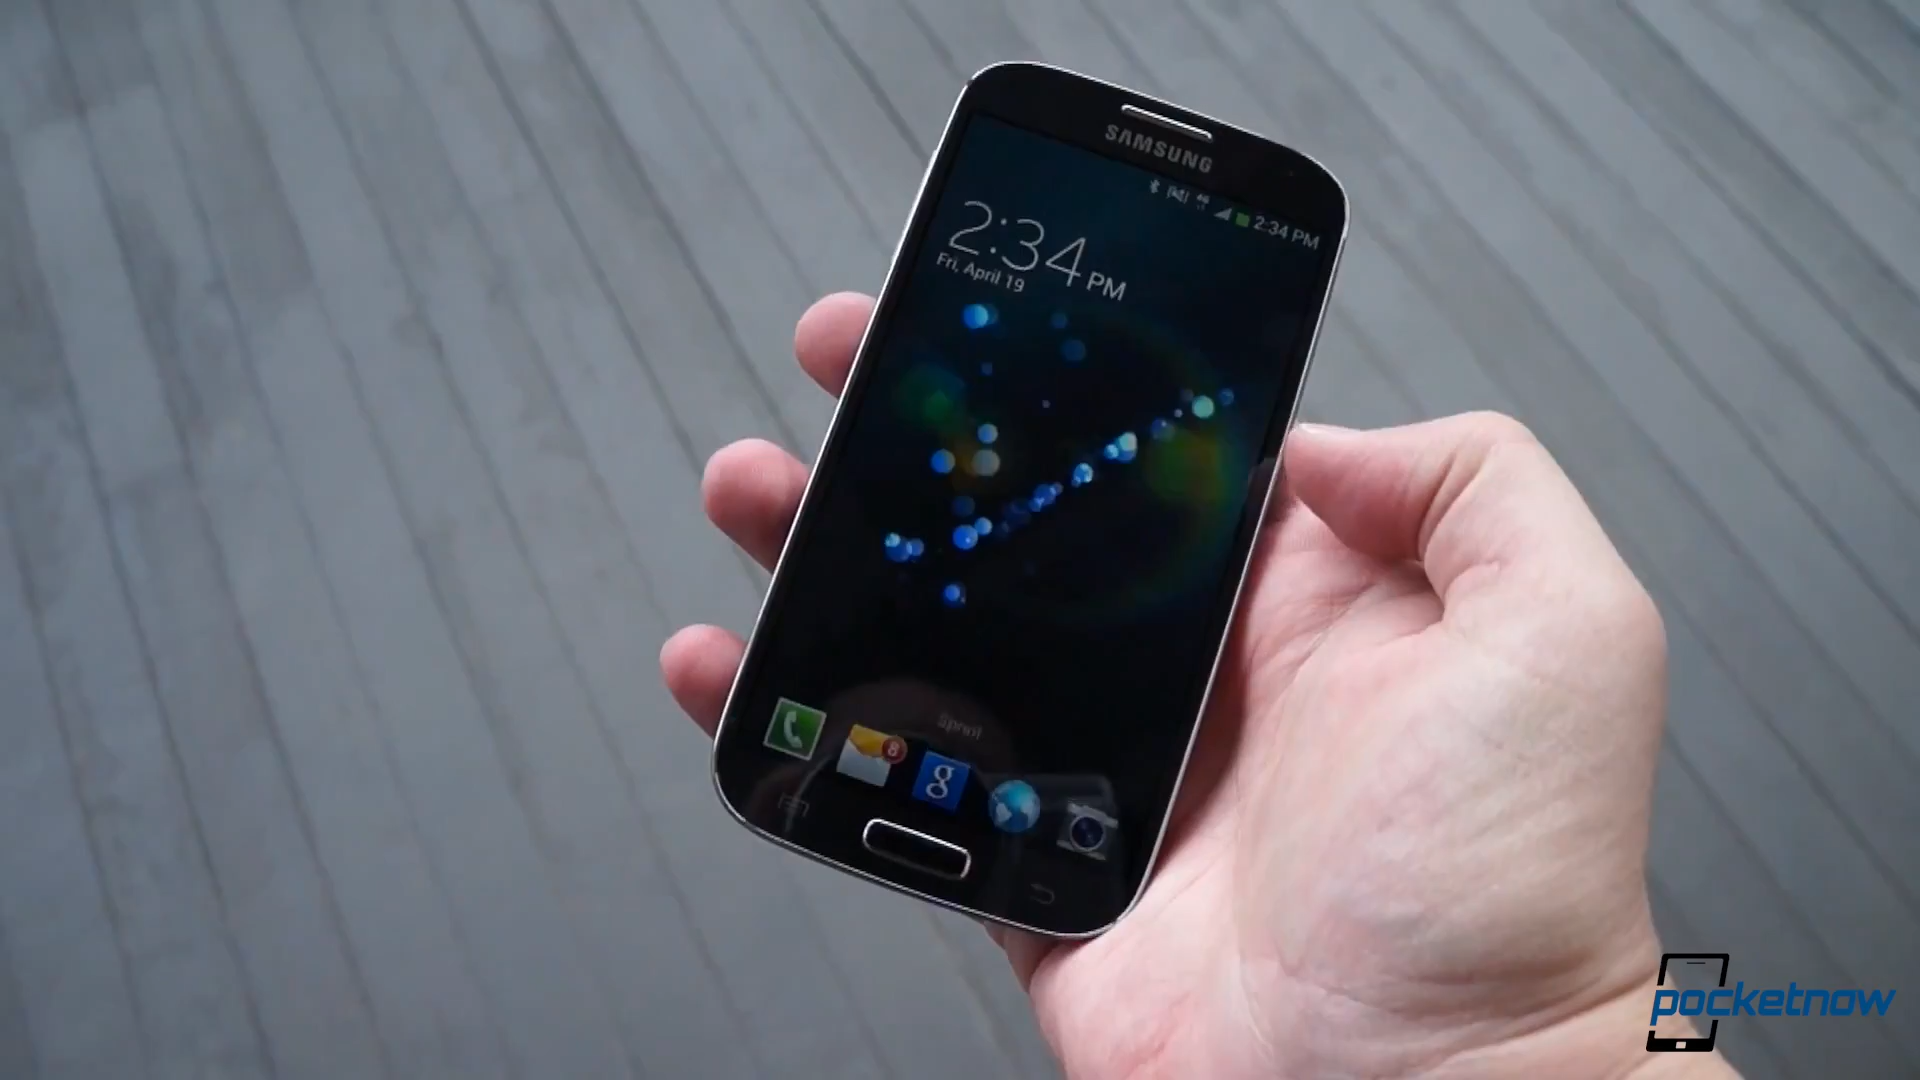 SAMSUNG
2:34 PM
2:34 PM
Fri, April 19
Sprint
8
g
pocketnow